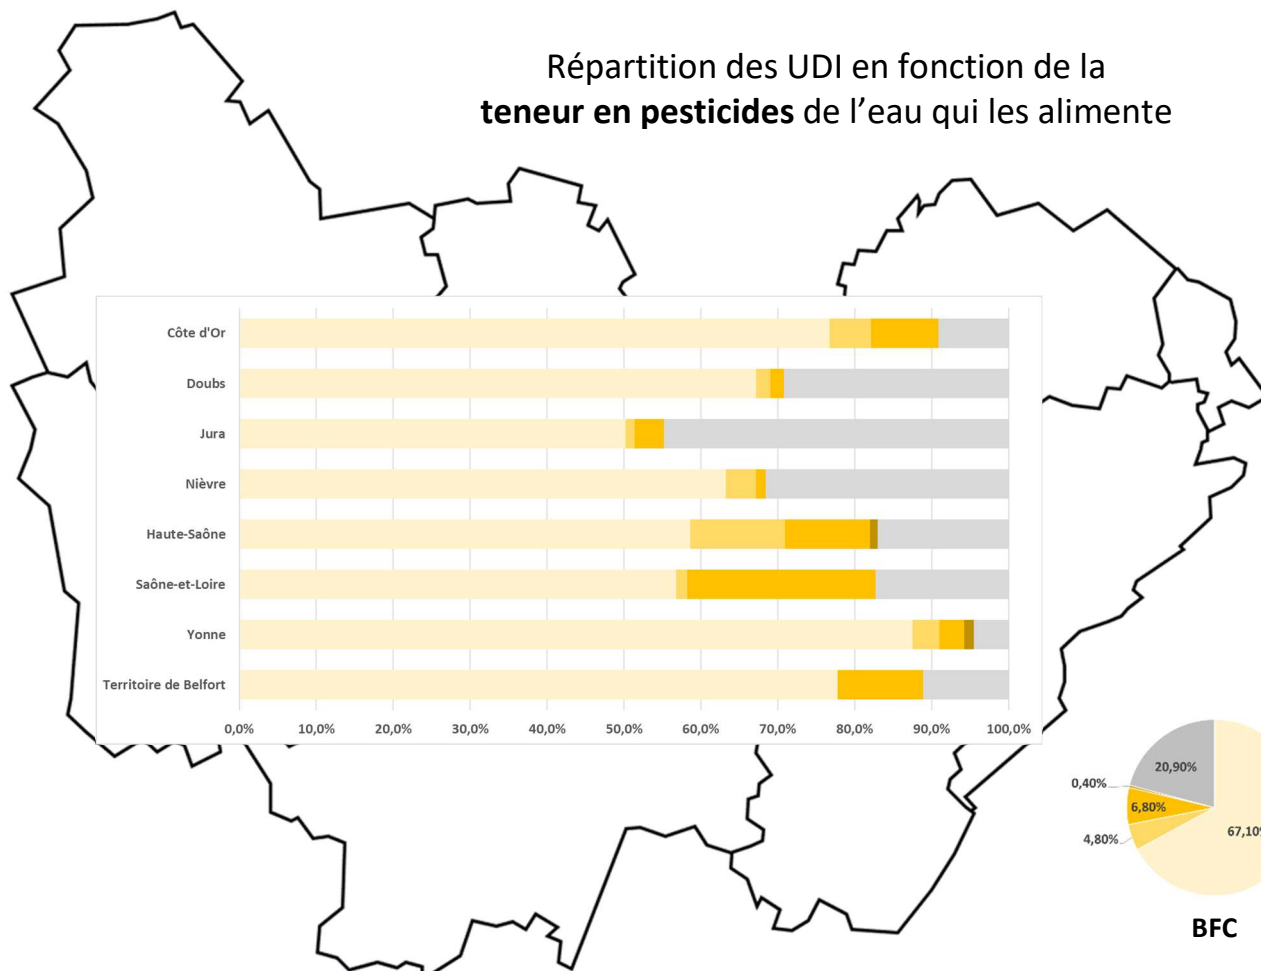 Répartition des UDI en fonction de la
teneur en pesticides de l'eau qui les alimente
Côte d'Or
Doubs
Jura
Nièvre
Haute-Saône
Saône-et-Loire
Yonne
Territoire de Belfort
0,0% 10,0% 20,0% 30,0% 40,0% 50,0% 60,0% 70,0% 80,0% 90,0% 100,0%
20,90%
0,40%
6,80%
67,10%
4,80%
BFC